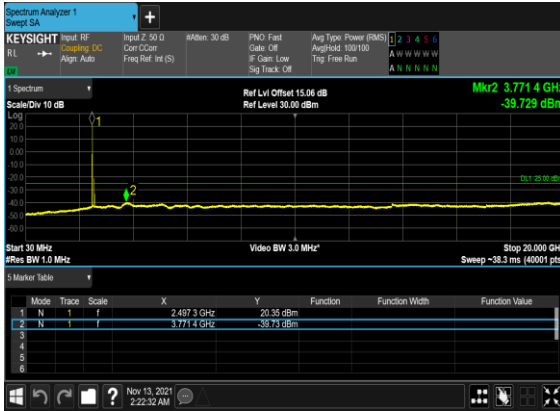 Spectrum Analyzer 1
Swept SA
+
KEYSIGHT Input: RF Input Z: 50 Ω #Atten: 30 dB PNO: Fast Avg Type: Power (RMS) 1 2 3 4 5 6
RL Coupling: DC Corr CCorr Gate: Off Avg|Hold: 100/100 A W W W W W
Align: Auto Freq Ref: Int (S) IF Gain: Low Trig: Free Run
Sig Track: Off A N N N N N
LXI
1 Spectrum Ref Lvl Offset 15.06 dB Mkr2 3.771 4 GHz
Scale/Div 10 dB Ref Level 30.00 dBm -39.729 dBm
Log
1
20.0
10.0
0.00
-10.0
-20.0
DL1 -25.00 dBm
-30.0
2
-40.0
-50.0
-60.0
Start 30 MHz Video BW 3.0 MHz* Stop 20.000 GHz
#Res BW 1.0 MHz Sweep ~38.3 ms (40001 pts)
5 Marker Table
Mode Trace Scale X Y Function Function Width Function Value
1 N 1 f 2.497 3 GHz 20.35 dBm
2 N 1 f 3.771 4 GHz -39.73 dBm
3
4
5
6
? Nov 13, 2021
2:22:32 AM